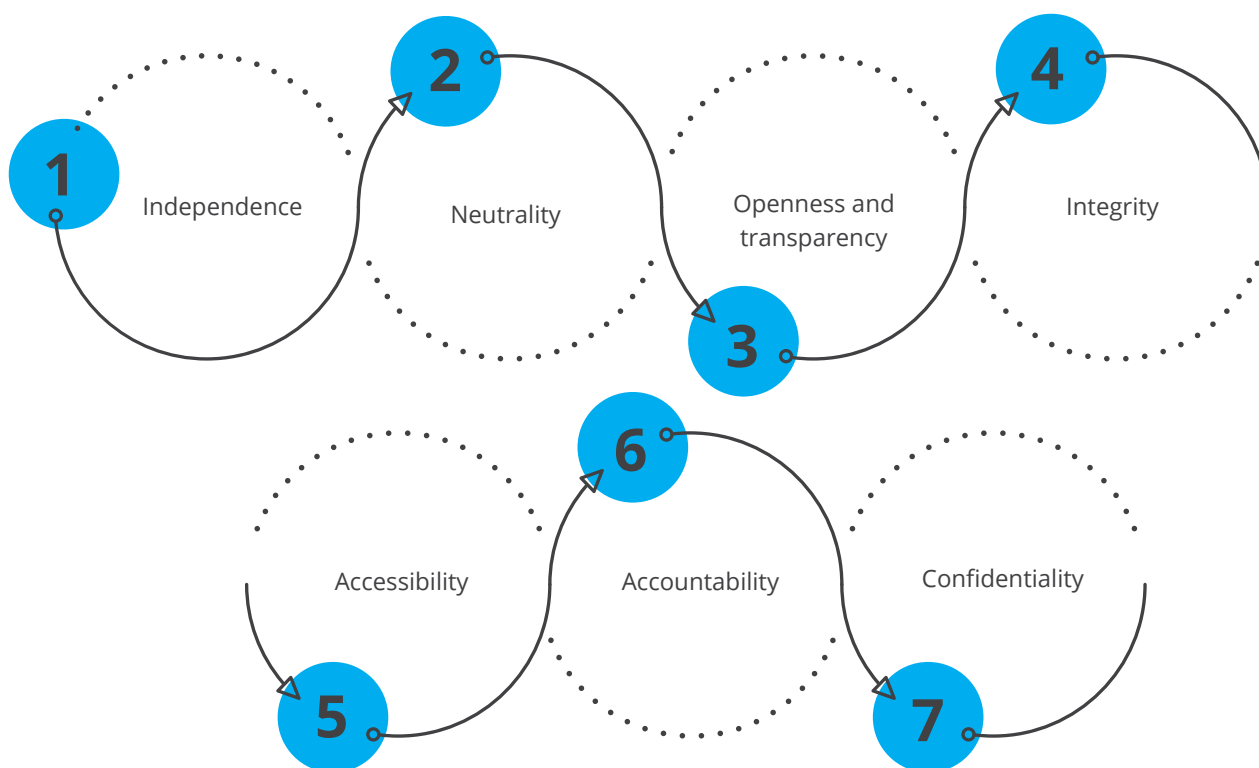 1
Independence
2
Neutrality
3
Openness and
transparency
4
Integrity
5
Accessibility
6
Accountability
7
Confidentiality